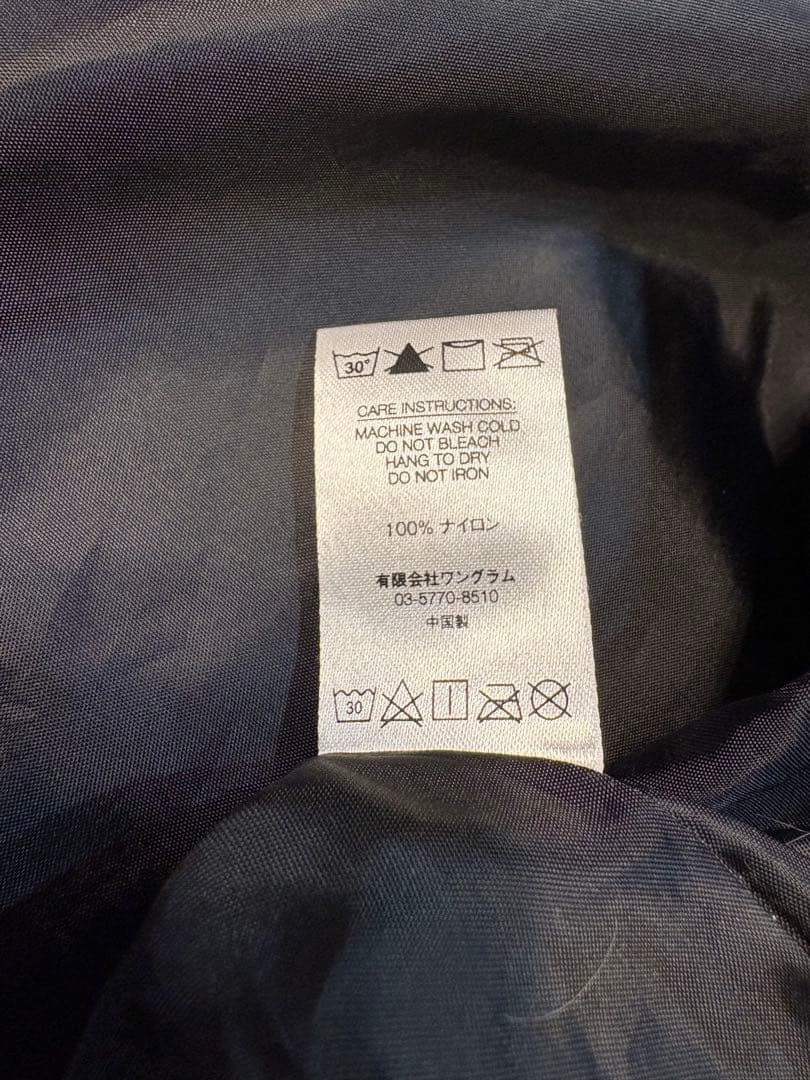 30°
CARE INSTRUCTIONS:
MACHINE WASH COLD
DO NOT BLEACH
HANG TO DRY
DO NOT IRON
100% ナイロン
有限会社ワングラム
03-5770-8510
中国製
30